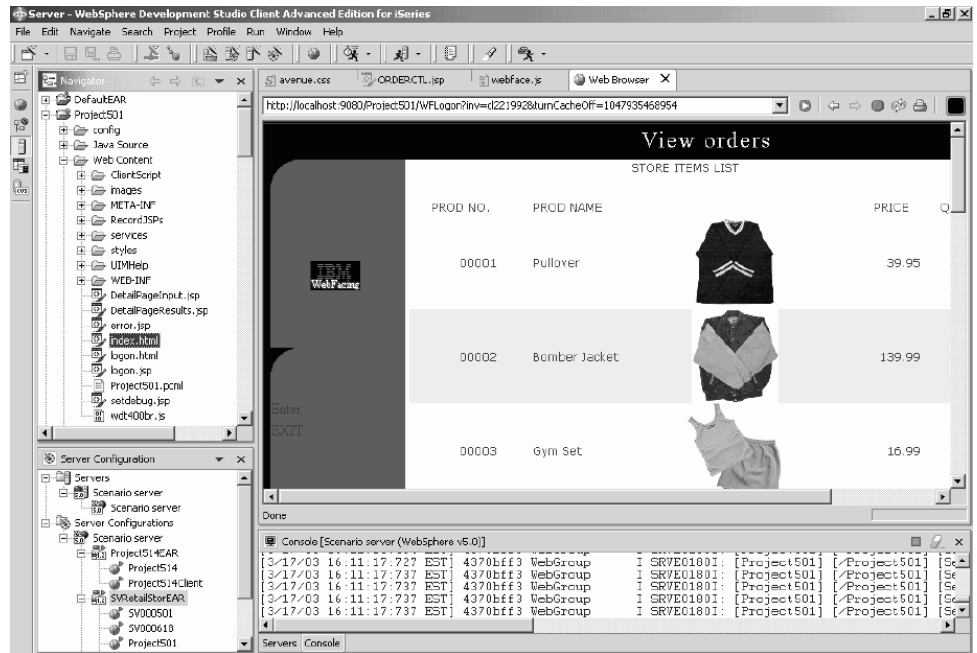 Server - WebSphere Development Studio Client Advanced Edition for iSeries
File Edit Navigate Search Project Profile Run Window Help
Navigator
DefaultEAR
Project501
config
Java Source
Web Content
ClientScript
images
META-INF
RecordJSPs
services
styles
UIMHelp
WEB-INF
DetailPageInput.jsp
DetailPageResults.jsp
error.jsp
index.html
logon.html
logon.jsp
Project501.pcml
setdebug.jsp
wdt400br.js
Server Configuration
Servers
Scenario server
Scenario server
Server Configurations
Scenario server
Project514EAR
Project514
Project514Client
SVRetailStorEAR
SV000501
SV000618
Project501
avenue.css ORDERCTL.jsp webface.js Web Browser
http://localhost:9080/Project501/WFLogon?inv=cl221992&turnCacheOff=1047935468954
View orders
STORE ITEMS LIST
PROD NO. PROD NAME PRICE Q
00001 Pullover 39.95
IBM
WebFacing
00002 Bomber Jacket 139.99
Enter
EXIT
00003 Gym Set 16.99
Done
Console [Scenario server (WebSphere v5.0)]
[3/17/03 16:11:17:727 EST] 4370bff3 WebGroup I SRVE0180I: [Project501] [/Project501] [Se
[3/17/03 16:11:17:737 EST] 4370bff3 WebGroup I SRVE0180I: [Project501] [/Project501] [Se
[3/17/03 16:11:17:737 EST] 4370bff3 WebGroup I SRVE0180I: [Project501] [/Project501] [Se
[3/17/03 16:11:17:737 EST] 4370bff3 WebGroup I SRVE0180I: [Project501] [/Project501] [Se
Servers Console